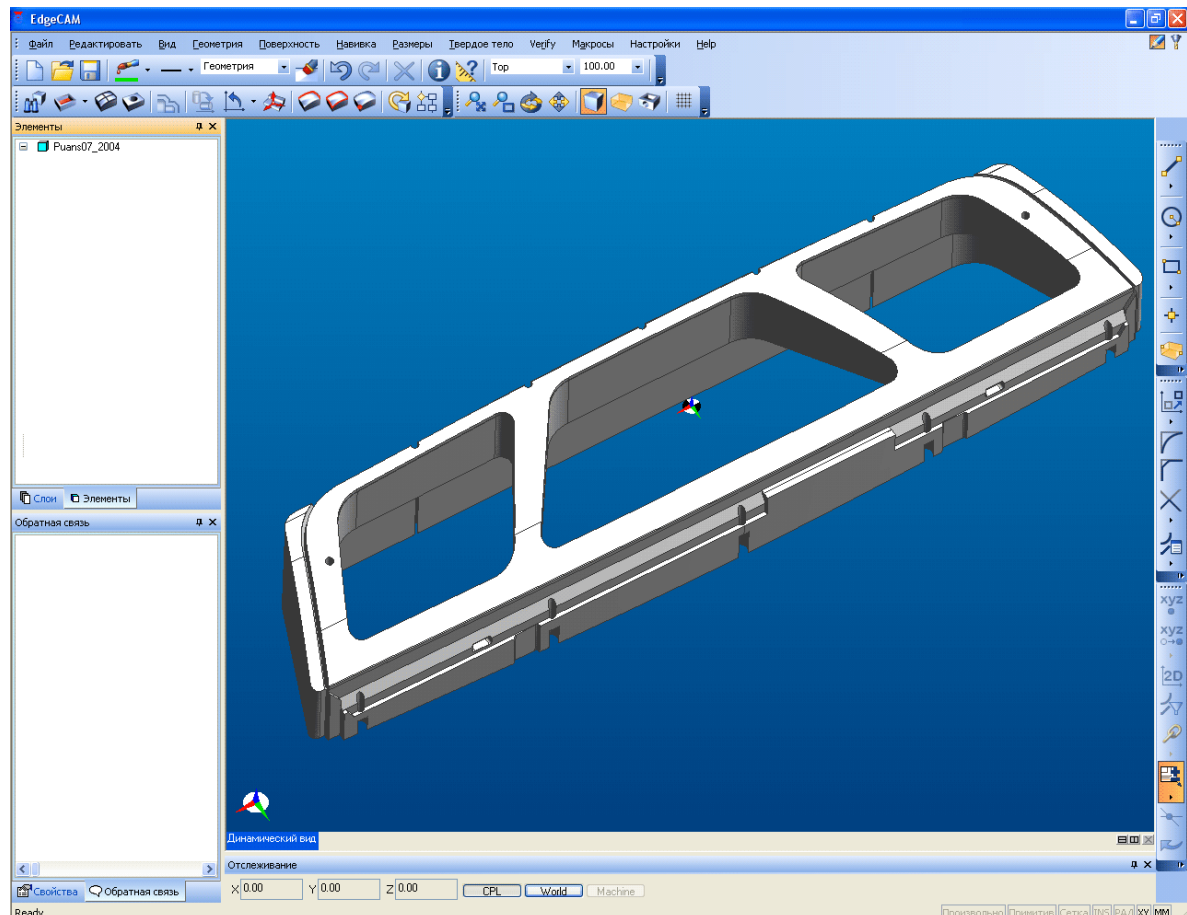 EdgeCAM
Файл Редактировать Вид Геометрия Поверхность Навивка Размеры Твердое тело Verify Макросы Настройки Help
Геометрия Top 100.00
Элементы
Puans07_2004
Слои Элементы
Обратная связь
Свойства Обратная связь
Динамический вид
Отслеживание
X 0.00 Y 0.00 Z 0.00 CPL World Machine
Ready
Произвольно Примитив Сетка INS РАД XY MM
xyz
xyz
2D